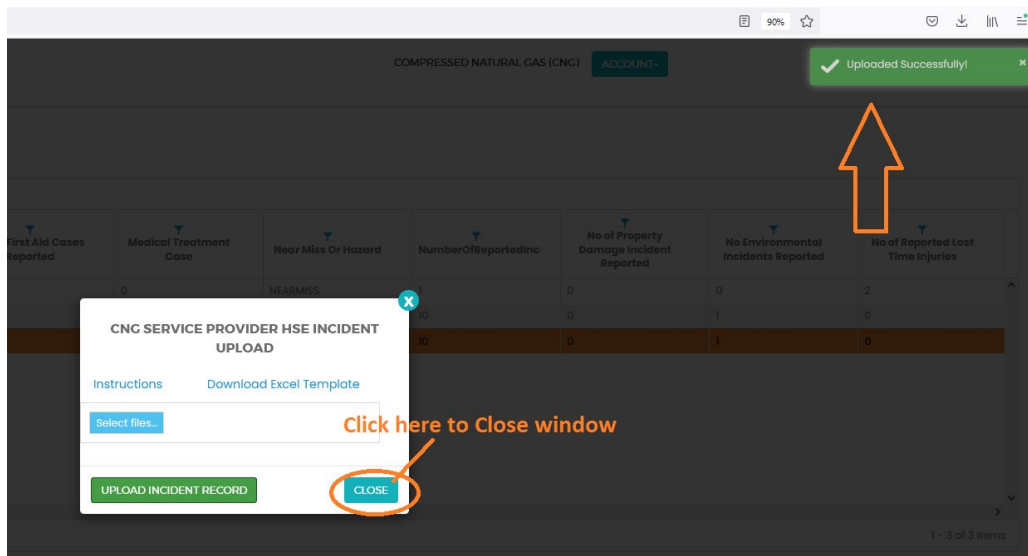 90%
COMPRESSED NATURAL GAS (CNG) ACCOUNT
Uploaded Successfully!
First Aid Cases
Reported
Medical Treatment
Case
Near Miss Or Hazard
NumberOfReportedInc
No of Property
Damage Incident
Reported
No Environmental
Incidents Reported
No of Reported Lost
Time Injuries
0 NEARMISS 1 0 0 2
10 0 1 0
10 0 1 0
X
CNG SERVICE PROVIDER HSE INCIDENT
UPLOAD
Instructions Download Excel Template
Select files...
Click here to Close window
UPLOAD INCIDENT RECORD CLOSE
1 - 3 of 3 items